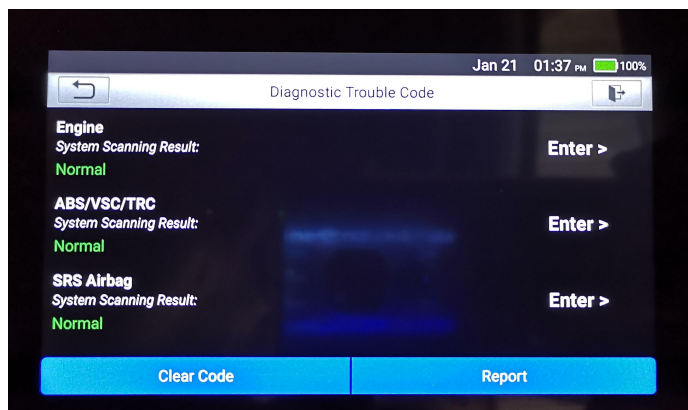 Jan 21 01:37 PM 100%
Diagnostic Trouble Code
Engine
System Scanning Result:
Enter >
Normal
ABS/VSC/TRC
System Scanning Result:
Enter >
Normal
SRS Airbag
System Scanning Result:
Enter >
Normal
Clear Code Report